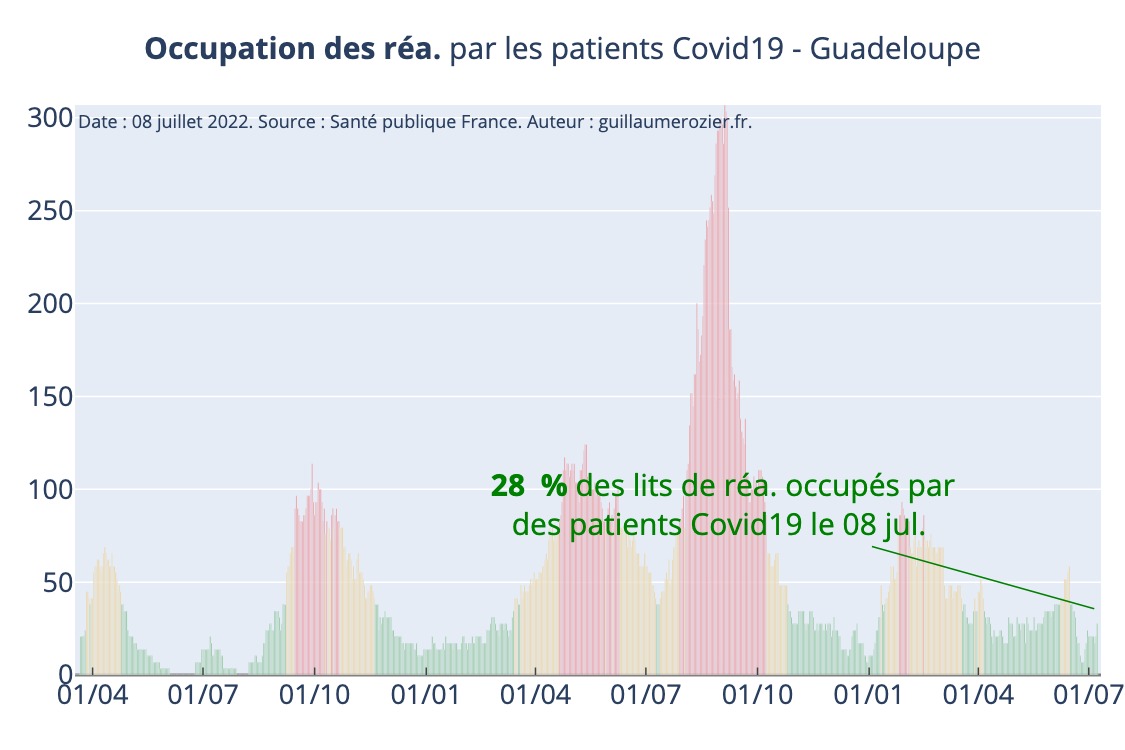 Occupation des réa. par les patients Covid19 - Guadeloupe
300
Date : 08 juillet 2022. Source : Santé publique France. Auteur : guillaumerozier.fr.
250
200
150
100
28  % des lits de réa. occupés par
des patients Covid19 le 08 jul.
50
0
01/04 01/07 01/10 01/01 01/04 01/07 01/10 01/01 01/04 01/07